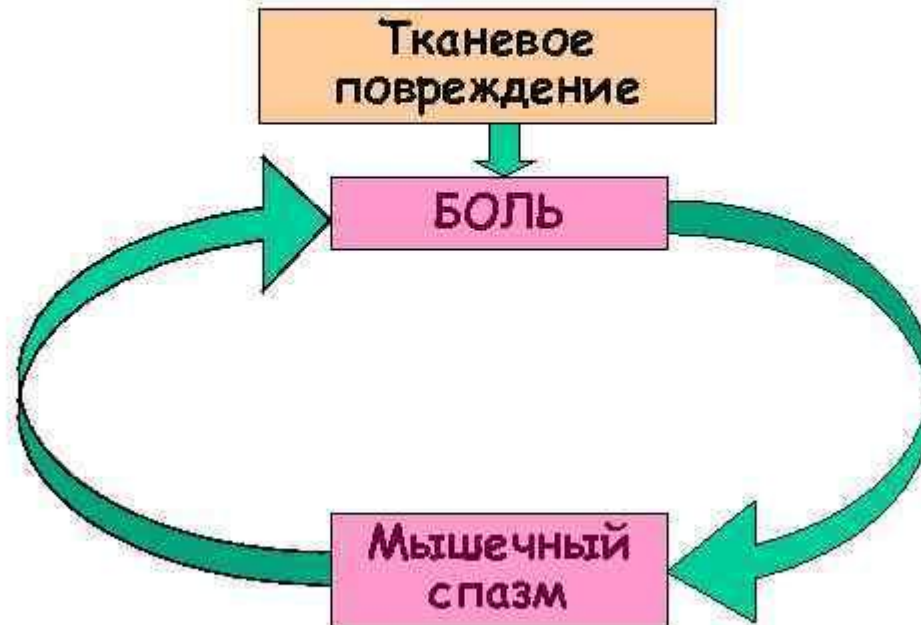 Тканевое
повреждение
БОЛЬ
Мышечный
спазм